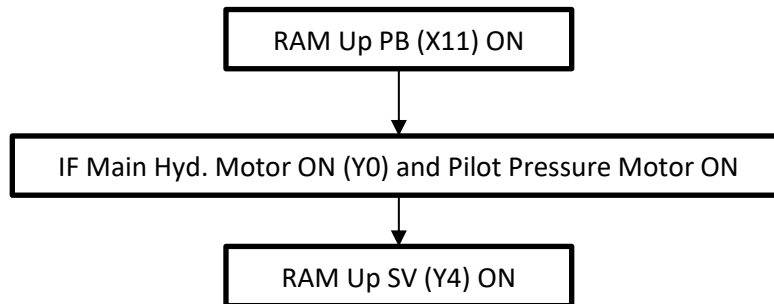 RAM Up PB (X11) ON
IF Main Hyd. Motor ON (Y0) and Pilot Pressure Motor ON
RAM Up SV (Y4) ON